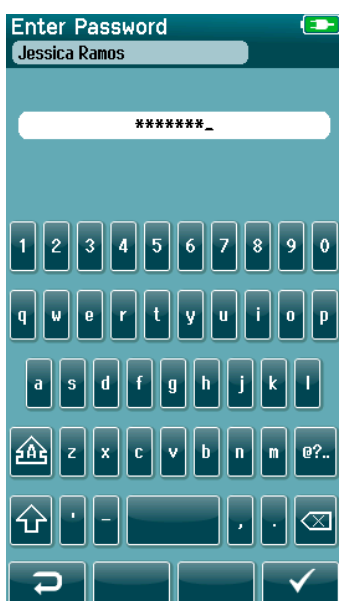 Enter Password
Jessica Ramos
*******_
1 2 3 4 5 6 7 8 9 0
q w e r t y u i o p
a s d f g h j k l
A z x c v b n m @?..
' - , .